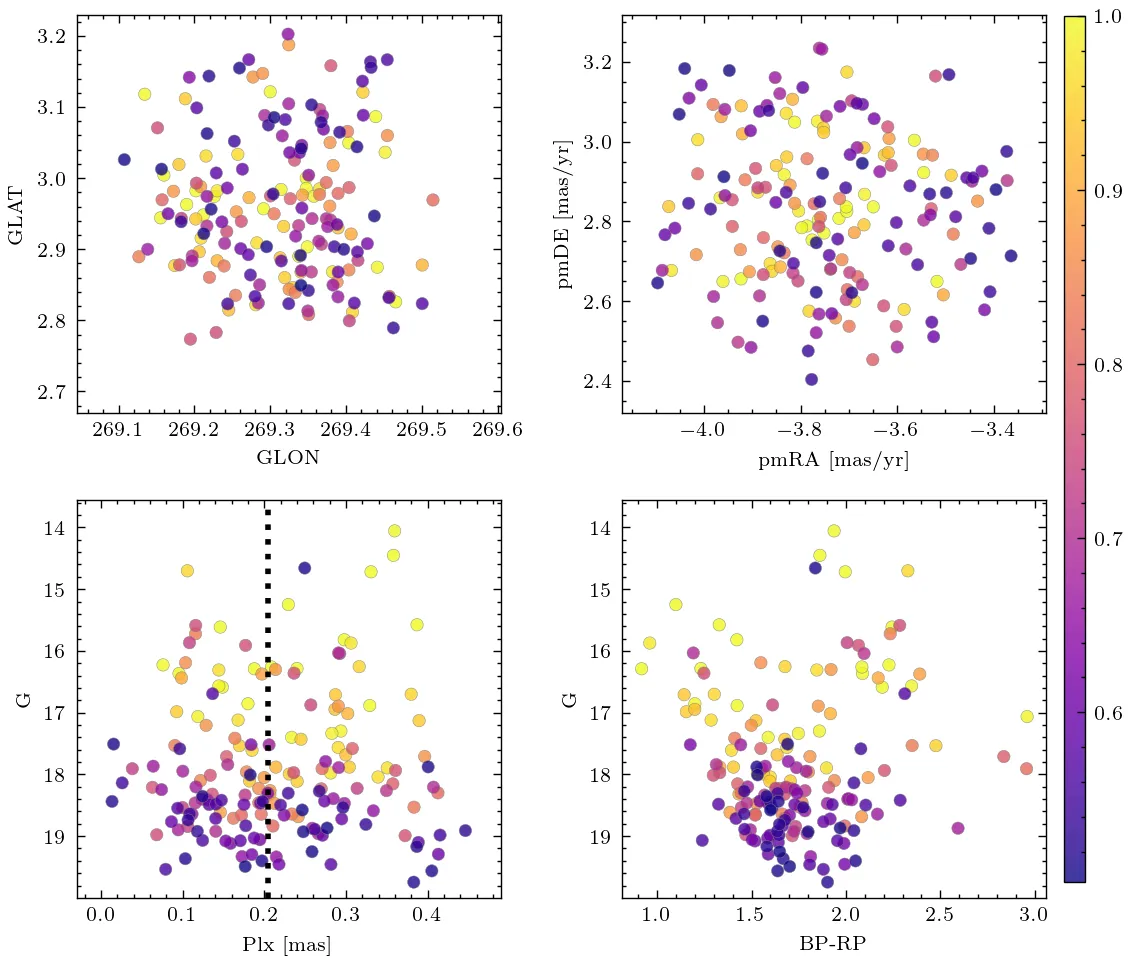 3.2
3.1
3.0
2.9
2.8
2.7
GLAT
269.1 269.2 269.3 269.4 269.5 269.6
GLON
3.2
3.0
2.8
2.6
2.4
pmDE [mas/yr]
−4.0 −3.8 −3.6 −3.4
pmRA [mas/yr]
14
15
16
17
18
19
G
0.0 0.1 0.2 0.3 0.4
Plx [mas]
14
15
16
17
18
19
G
1.0 1.5 2.0 2.5 3.0
BP-RP
1.0
0.9
0.8
0.7
0.6